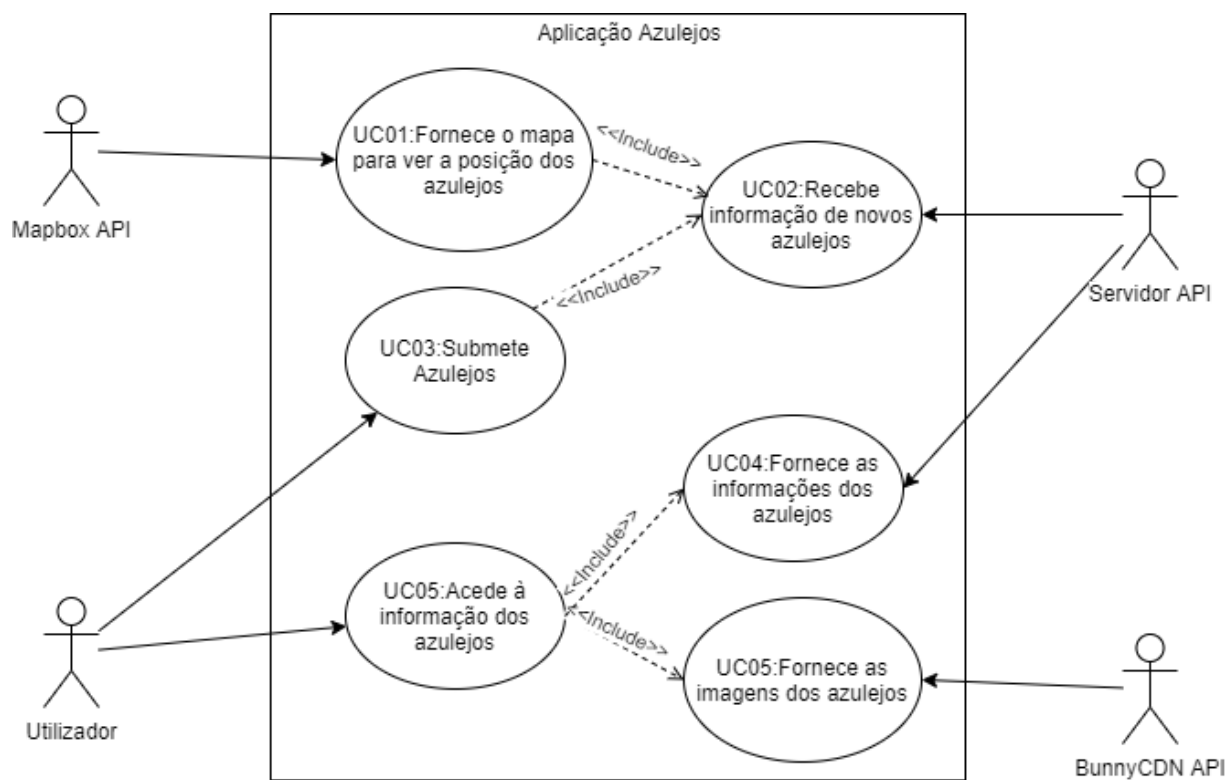 Aplicação Azulejos
UC01:Fornece o mapa
para ver a posição dos
azulejos
<<Include>>
UC02:Recebe
informação de novos
azulejos
Mapbox API
Servidor API
<<Include>>
UC03:Submete
Azulejos
UC04:Fornece as
informações dos
azulejos
<<Include>>
UC05:Acede à
informação dos
azulejos
<<Include>>
UC05:Fornece as
imagens dos azulejos
Utilizador
BunnyCDN API